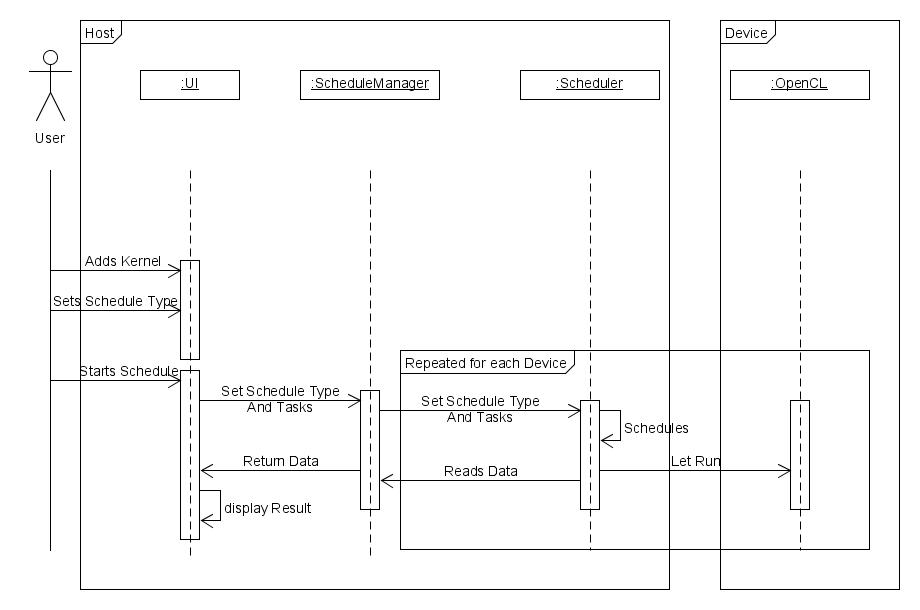 Host
Device
:UI
:ScheduleManager
:Scheduler
:OpenCL
User
Adds Kernel
Sets Schedule Type
Repeated for each Device
Starts Schedule
Set Schedule Type
And Tasks
Set Schedule Type
And Tasks
Schedules
Return Data
Reads Data
Let Run
display Result